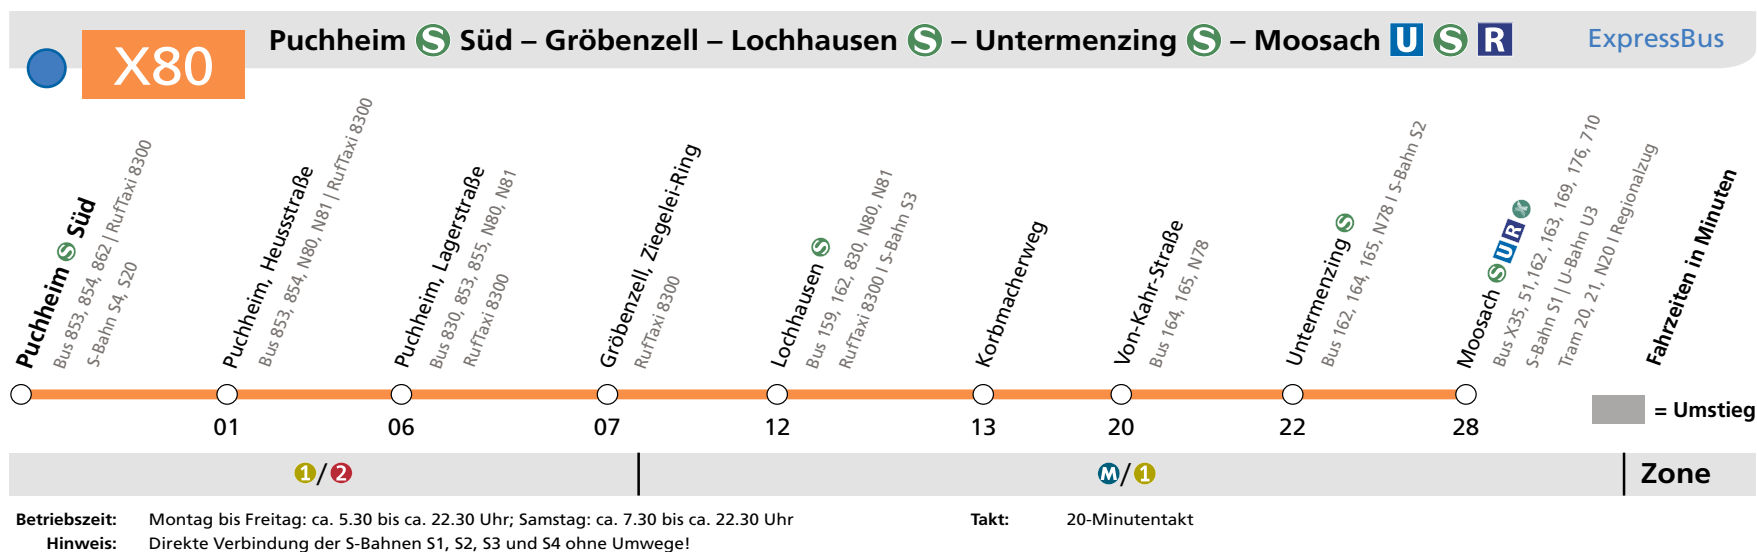 X80
Puchheim S Süd – Gröbenzell – Lochhausen S – Untermenzing S – Moosach U S R
ExpressBus
Puchheim S Süd
Bus 853, 854, 862 | RufTaxi 8300
S-Bahn S4, S20
Puchheim, Heussstraße
Bus 853, 854, N80, N81 | RufTaxi 8300
Puchheim, Lagerstraße
Bus 830, 853, 855, N80, N81
RufTaxi 8300
Gröbenzell, Ziegelei-Ring
RufTaxi 8300
Lochhausen S
Bus 159, 162, 830, N80, N81
RufTaxi 8300 I S-Bahn S3
Korbmacherweg
Von-Kahr-Straße
Bus 164, 165, N78
Untermenzing S
Bus 162, 164, 165, N78 I S-Bahn S2
Moosach S U R
Bus X35, 51,162 ,163, 169, 176, 710
S-Bahn S1 | U-Bahn U3
Tram 20, 21, N20 I Regionalzug
Fahrzeiten in Minuten
01 06 07 12 13 20 22 28
= Umstieg
1/2 M/1 Zone
Betriebszeit: Montag bis Freitag: ca. 5.30 bis ca. 22.30 Uhr; Samstag: ca. 7.30 bis ca. 22.30 Uhr Takt: 20-Minutentakt
Hinweis: Direkte Verbindung der S-Bahnen S1, S2, S3 und S4 ohne Umwege!